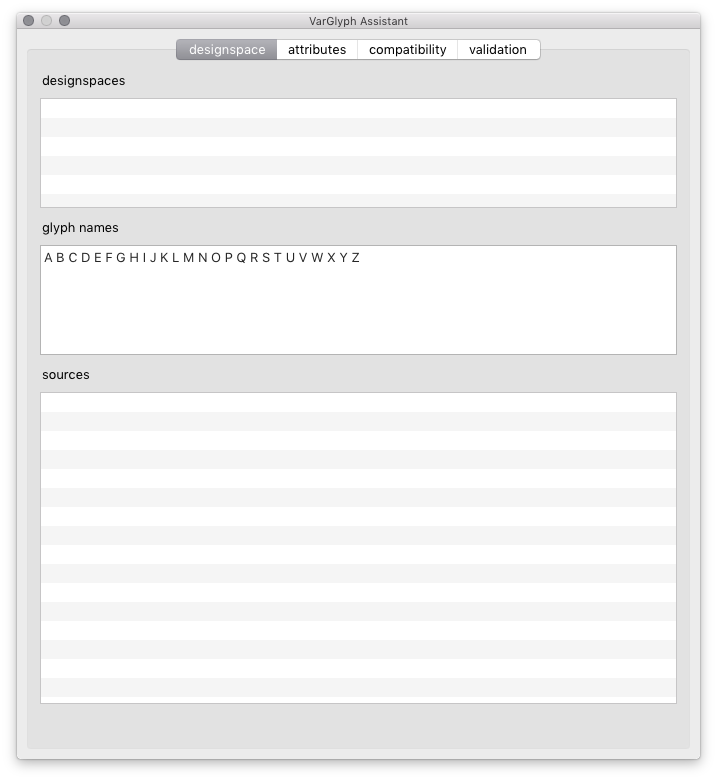 VarGlyph Assistant
designspace attributes compatibility validation
designspaces
glyph names
A B C D E F G H I J K L M N O P Q R S T U V W X Y Z
sources